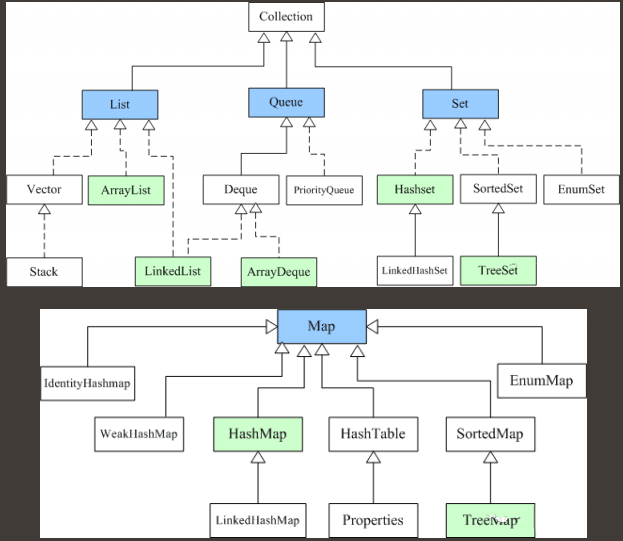 Collection
List
Queue
Set
Vector
ArrayList
Deque
PriorityQueue
Hashset
SortedSet
EnumSet
Stack
LinkedList
ArrayDeque
LinkedHashSet
TreeSet
Map
IdentityHashmap
EnumMap
WeakHashMap
HashMap
HashTable
SortedMap
LinkedHashMap
Properties
TreeMap